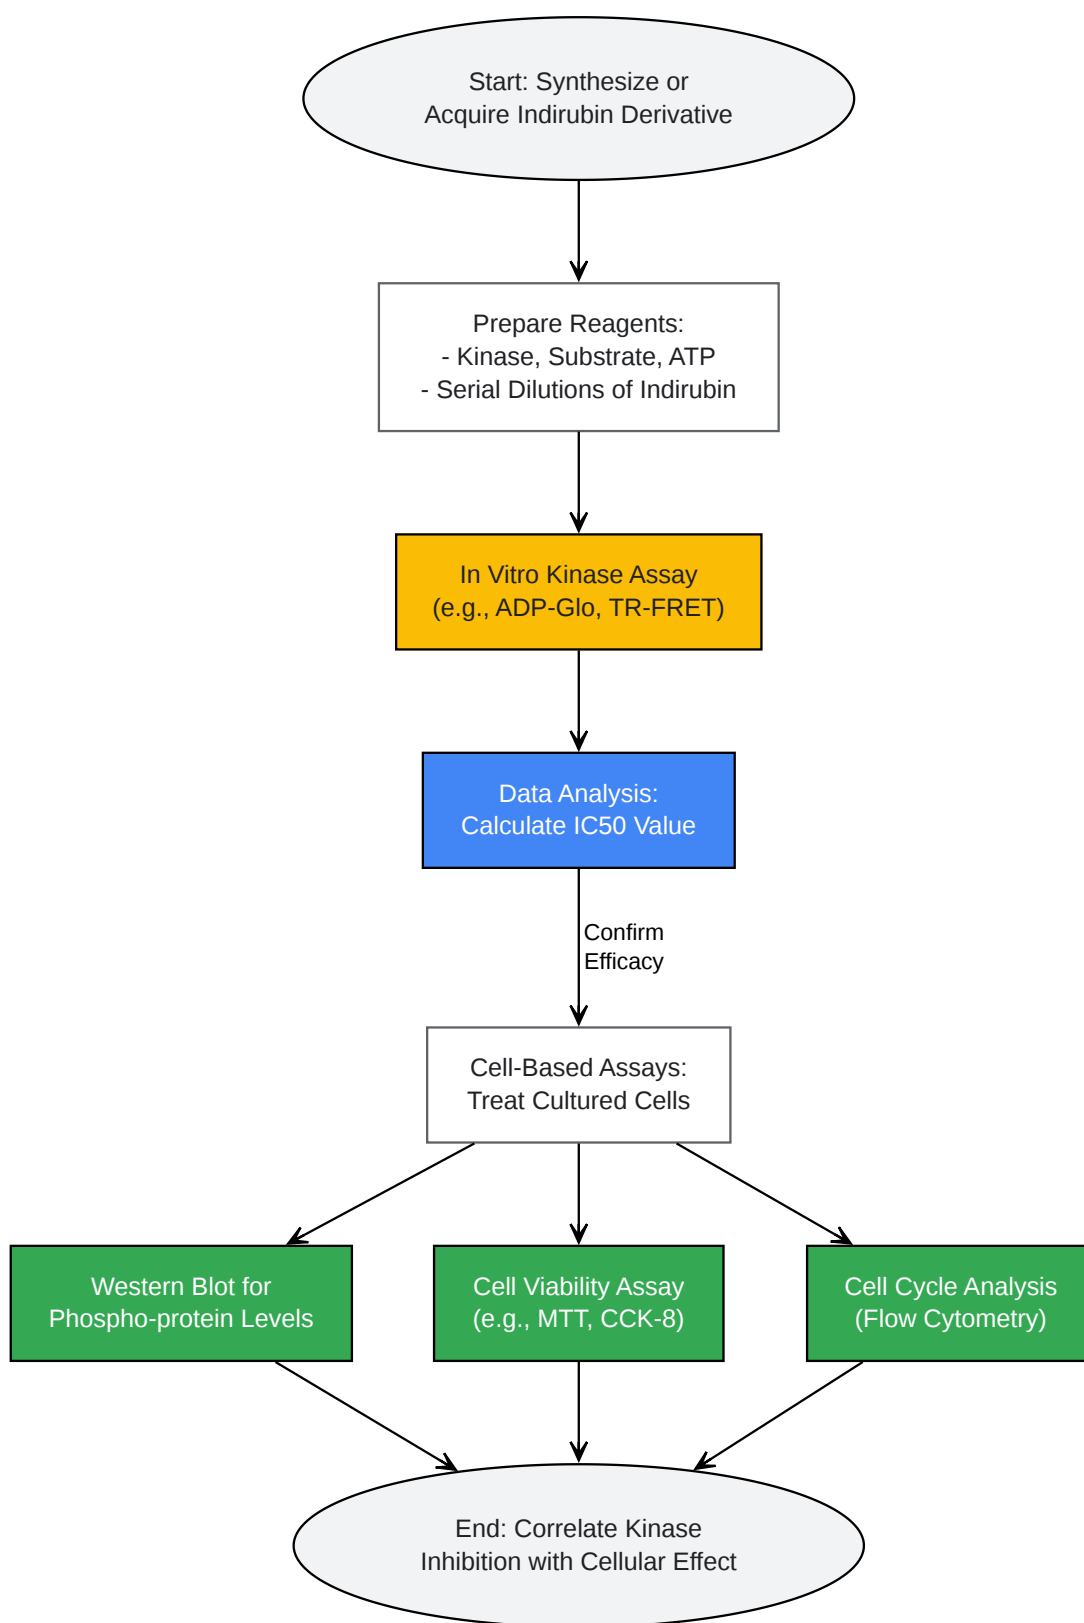 Start: Synthesize or
Acquire Indirubin Derivative
Prepare Reagents:
- Kinase, Substrate, ATP
- Serial Dilutions of Indirubin
In Vitro Kinase Assay
(e.g., ADP-Glo, TR-FRET)
Data Analysis:
Calculate IC50 Value
Confirm
Efficacy
Cell-Based Assays:
Treat Cultured Cells
Western Blot for
Phospho-protein Levels
Cell Viability Assay
(e.g., MTT, CCK-8)
Cell Cycle Analysis
(Flow Cytometry)
End: Correlate Kinase
Inhibition with Cellular Effect